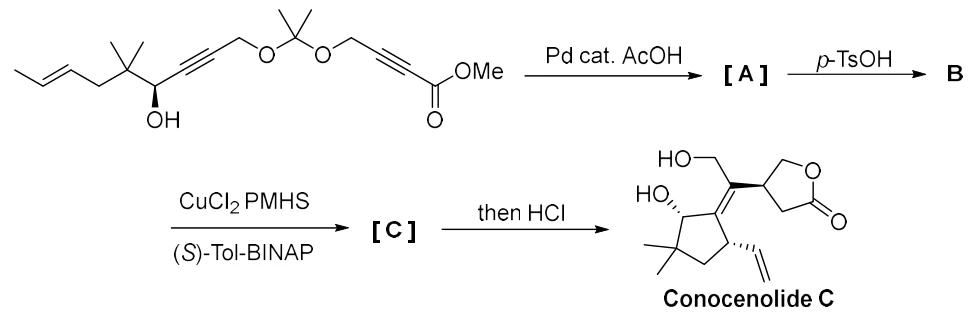 O O
OMe
O
OH
Pd cat. AcOH
[ A ]
p-TsOH
B
CuCl₂ PMHS
(S)-Tol-BINAP
[ C ]
then HCl
HO
HO
O
O
Conocenolide C